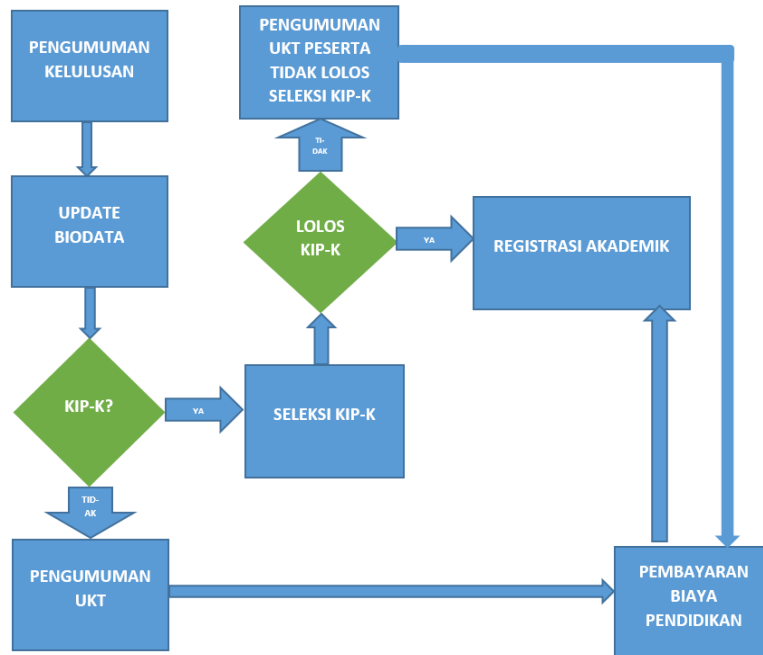 PENGUMUMAN
KELULUSAN
UPDATE
BIODATA
KIP-K?
TID-
AK
PENGUMUMAN
UKT
YA
SELEKSI KIP-K
LOLOS
KIP-K
TI-
DAK
PENGUMUMAN
UKT PESERTA
TIDAK LOLOS
SELEKSI KIP-K
YA
REGISTRASI AKADEMIK
PEMBAYARAN
BIAYA
PENDIDIKAN